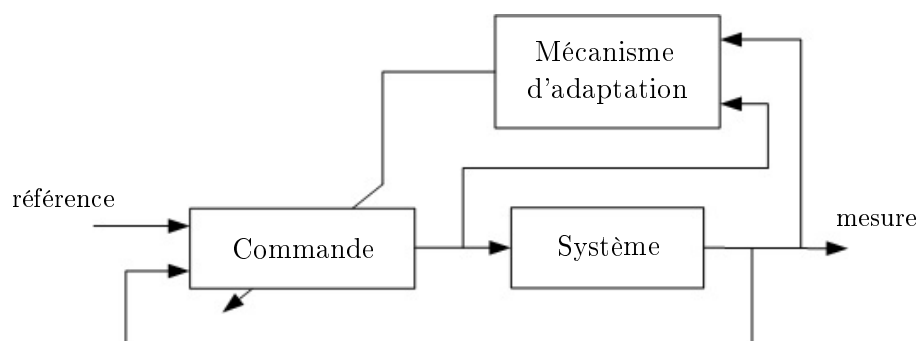 Mécanisme
d'adaptation
référence
mesure
Commande
Système